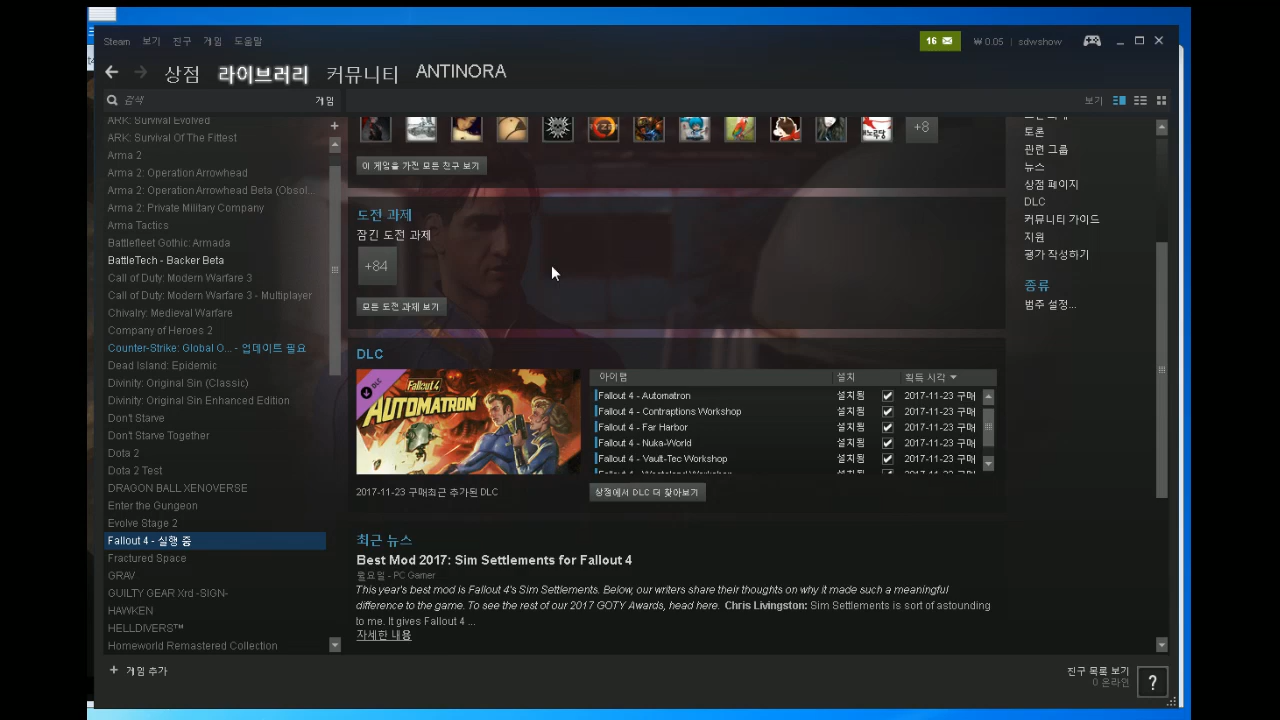 Steam 보기 친구 게임 도움말
16 ₩ 0.05 | sdwshow
상점 라이브러리 커뮤니티 ANTINORA
검색 게임 보기
ARK: Survival Evolved
ARK: Survival Of The Fittest
Arma 2
Arma 2: Operation Arrowhead
Arma 2: Operation Arrowhead Beta (Obsol...
Arma 2: Private Military Company
Arma Tactics
Battlefleet Gothic: Armada
BattleTech - Backer Beta
Call of Duty: Modern Warfare 3
Call of Duty: Modern Warfare 3 - Multiplayer
Chivalry: Medieval Warfare
Company of Heroes 2
Counter-Strike: Global O... - 업데이트 필요
Dead Island: Epidemic
Divinity: Original Sin (Classic)
Divinity: Original Sin Enhanced Edition
Don't Starve
Don't Starve Together
Dota 2
Dota 2 Test
DRAGON BALL XENOVERSE
Enter the Gungeon
Evolve Stage 2
Fallout 4 - 실행 중
Fractured Space
GRAV
GUILTY GEAR Xrd -SIGN-
HAWKEN
HELLDIVERS™
Homeworld Remastered Collection
+ 게임 추가
+8
이 게임을 가진 모든 친구 보기
도전 과제
잠긴 도전 과제
+84
모든 도전 과제 보기
DLC
DLC
Fallout 4
AUTOMATRON
2017-11-23 구매최근 추가된 DLC
아이템 설치 획득 시각
Fallout 4 - Automatron 설치됨 2017-11-23 구매
Fallout 4 - Contraptions Workshop 설치됨 2017-11-23 구매
Fallout 4 - Far Harbor 설치됨 2017-11-23 구매
Fallout 4 - Nuka-World 설치됨 2017-11-23 구매
Fallout 4 - Vault-Tec Workshop 설치됨 2017-11-23 구매
Fallout 4 - Wasteland Workshop 설치됨 2017-11-23 구매
상점에서 DLC 더 찾아보기
최근 뉴스
Best Mod 2017: Sim Settlements for Fallout 4
월요일 - PC Gamer
This year's best mod is Fallout 4's Sim Settlements. Below, our writers share their thoughts on why it made such a meaningful
difference to the game. To see the rest of our 2017 GOTY Awards, head here. Chris Livingston: Sim Settlements is sort of astounding
to me. It gives Fallout 4 ...
자세한 내용
토론
관련 그룹
뉴스
상점 페이지
DLC
커뮤니티 가이드
지원
평가 작성하기
종류
범주 설정...
친구 목록 보기
0 온라인
?